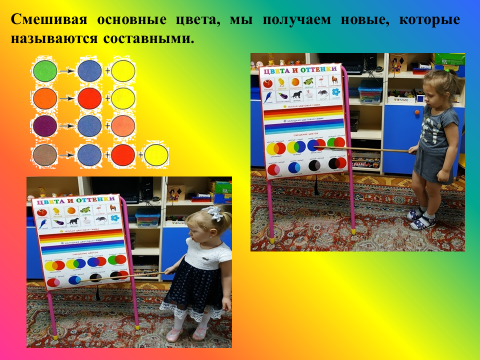 Смешивая основные цвета, мы получаем новые, которые
называются составными.
ЦВЕТА И ОТТЕНКИ
ЦВЕТА И ОТТЕНКИ